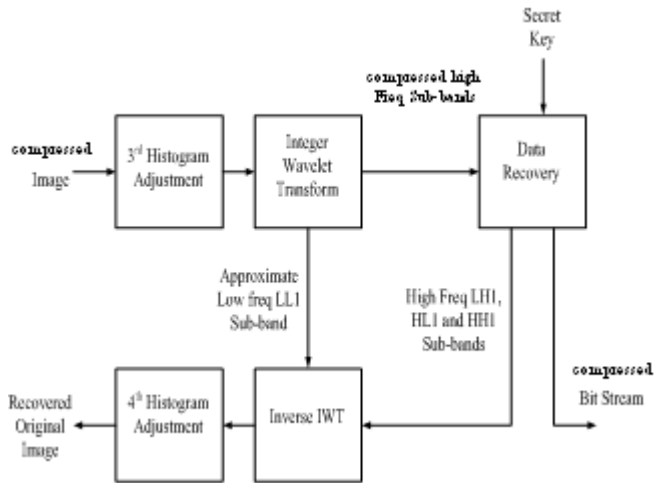 Secret
Key
compressed high
Freq Sub-bands
compressed
Image
3rd Histogram
Adjustment
Integer
Wavelet
Transform
Data
Recovery
Approximate
Low freq LL1
Sub-band
High Freq LH1,
HL1 and HH1
Sub-bands
compressed
Bit Stream
Recovered
Original
Image
4th Histogram
Adjustment
Inverse IWT